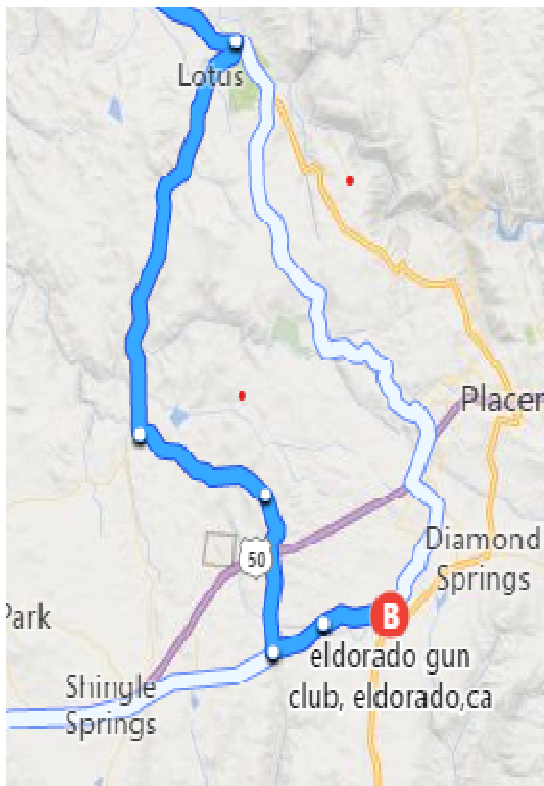 Lotus
Placer
50
Diamond
Springs
B
Park
eldorado gun
club, eldorado,ca
Shingle
Springs